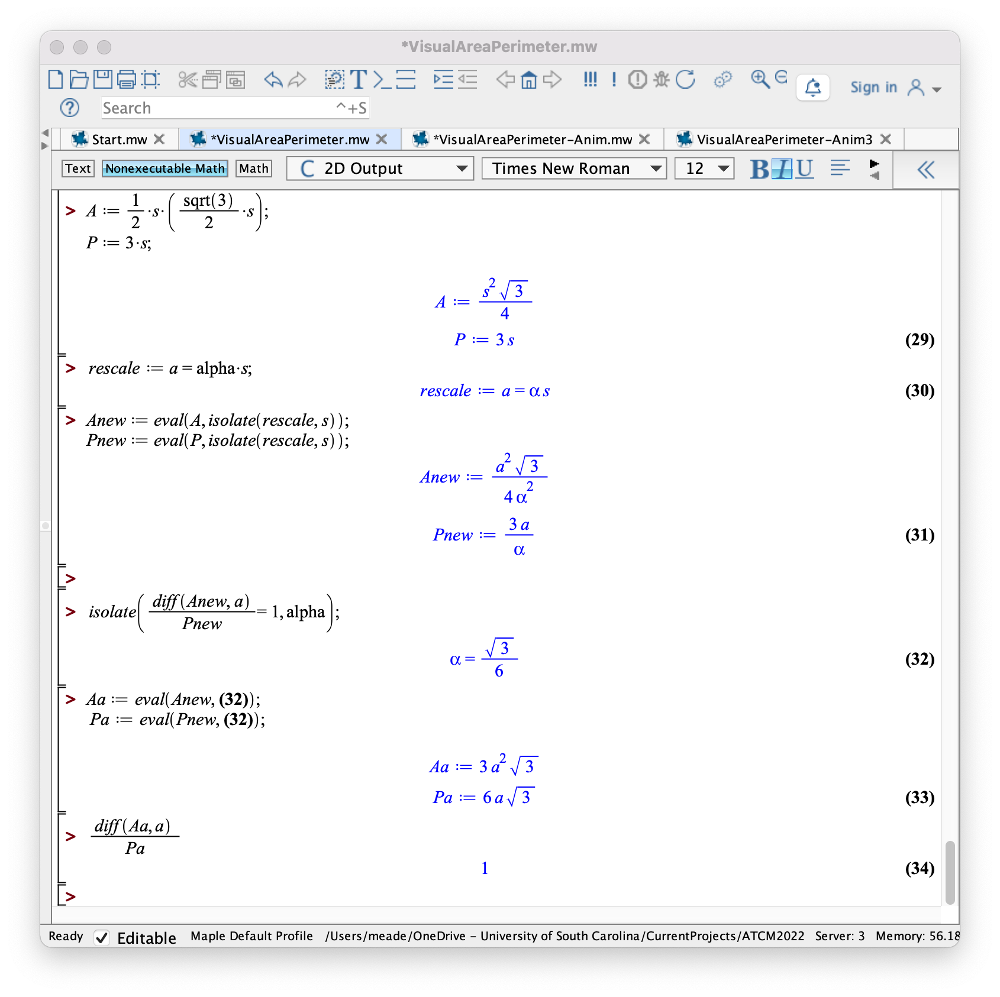 *VisualAreaPerimeter.mw
Sign in
Search ^+S
Start.mw *VisualAreaPerimeter.mw *VisualAreaPerimeter-Anim.mw VisualAreaPerimeter-Anim3
Text Nonexecutable Math Math C 2D Output Times New Roman 12 B I U
> A := 1/2·s·(sqrt(3)/2·s);
P := 3·s;
A := s²√3/4
P := 3 s (29)
> rescale := a = alpha·s;
rescale := a = α s (30)
> Anew := eval(A, isolate(rescale, s));
Pnew := eval(P, isolate(rescale, s));
Anew := a²√3/4 α²
Pnew := 3 a/α (31)
>
> isolate(diff(Anew, a)/Pnew = 1, alpha);
α = √3/6 (32)
> Aa := eval(Anew, (32));
Pa := eval(Pnew, (32));
Aa := 3 a²√3
Pa := 6 a√3 (33)
> diff(Aa, a)/Pa
1 (34)
>
Ready Editable Maple Default Profile /Users/meade/OneDrive – University of South Carolina/CurrentProjects/ATCM2022 Server: 3 Memory: 56.18